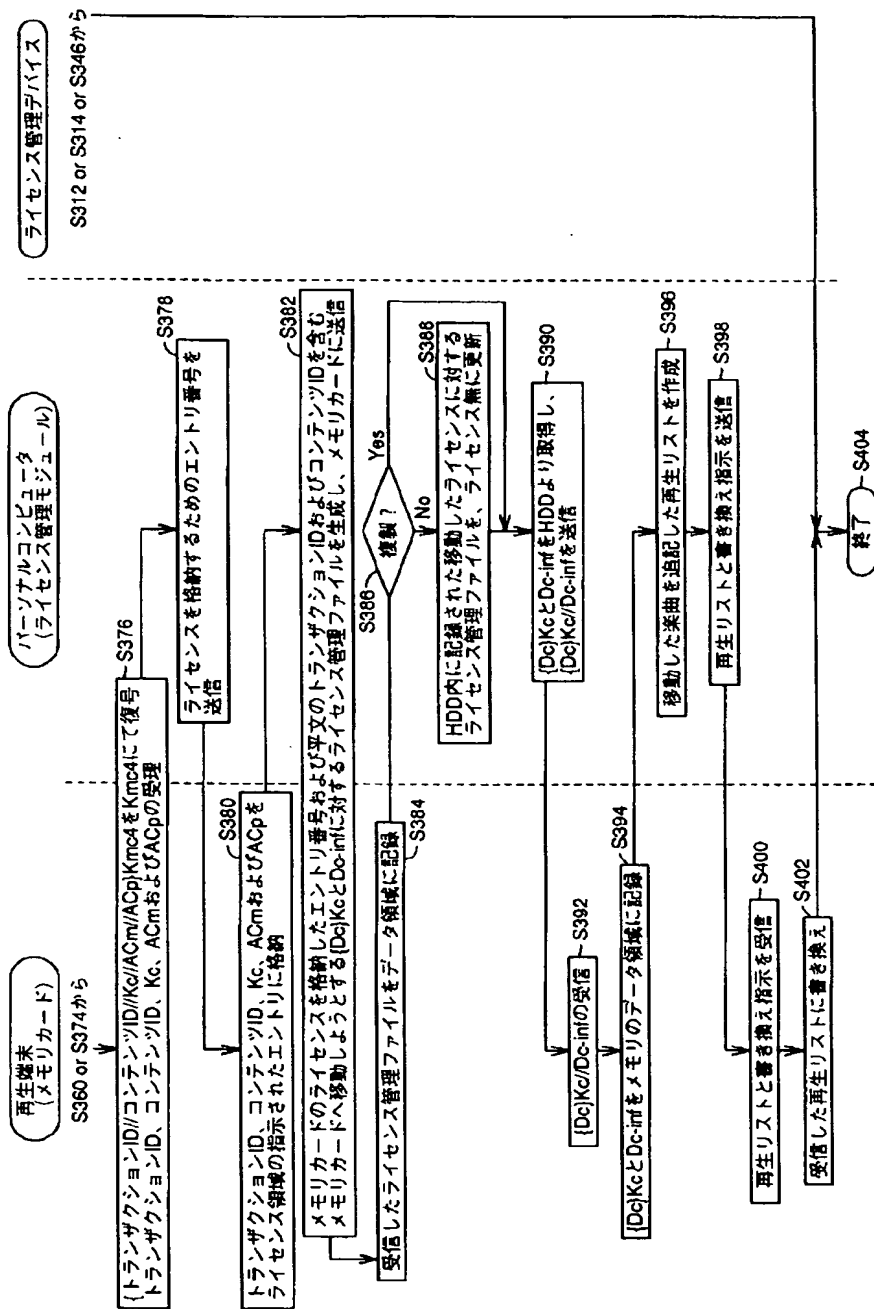 再生端末
(メモリカード)
パーソナルコンピュータ
(ライセンス管理モジュール)
ライセンス管理デバイス
S360 or S374から
S312 or S314 or S346から
S376
{トランザクションID//コンテンツID//Kc//ACm//ACp}Kmc4をKmc4にて復号
トランザクションID、コンテンツID、Kc、ACmおよびACpの受理
S378
ライセンスを格納するためのエントリ番号を
送信
S380
トランザクションID、コンテンツID、Kc、ACmおよびACpを
ライセンス領域の指示されたエントリに格納
S382
メモリカードのライセンスを格納したエントリ番号および平文のトランザクションIDおよびコンテンツIDを含む
メモリカードへ移動しようとする{Dc}KcとDc-infに対するライセンス管理ファイルを生成し、メモリカードに送信
S384
受信したライセンス管理ファイルをデータ領域に記録
S386
複製?
Yes
No
S388
HDD内に記録された移動したライセンスに対する
ライセンス管理ファイルを、ライセンス無に更新
S390
{Dc}KcとDc-infをHDDより取得し、
{Dc}Kc//Dc-infを送信
S392
{Dc}Kc//Dc-infの受信
S394
{Dc}KcとDc-infをメモリのデータ領域に記録
S396
移動した楽曲を追記した再生リストを作成
S398
再生リストと書き換え指示を送信
S400
再生リストと書き換え指示を受信
S402
受信した再生リストに書き換え
S404
終了